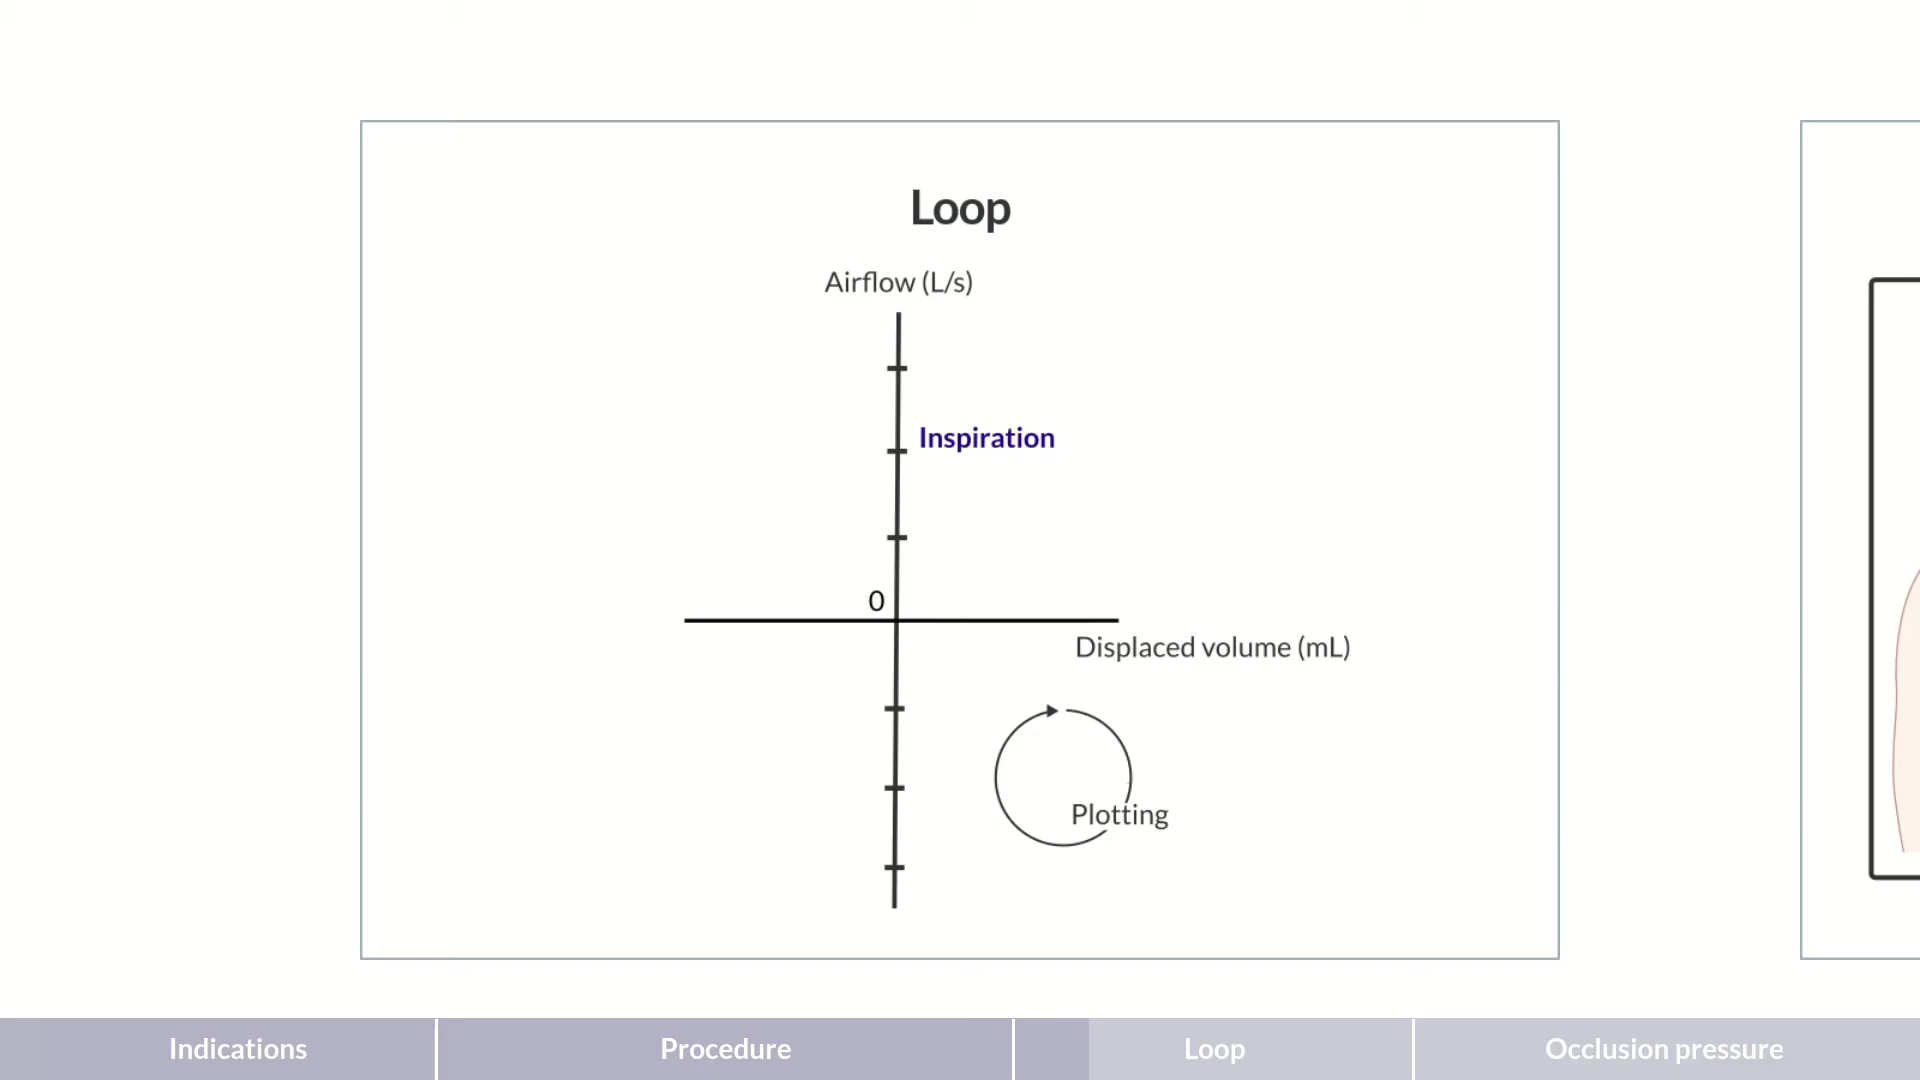 Loop
Airflow (L/s)
Inspiration
0
Displaced volume (mL)
Plotting
Indications
Procedure
Loop
Occlusion pressure